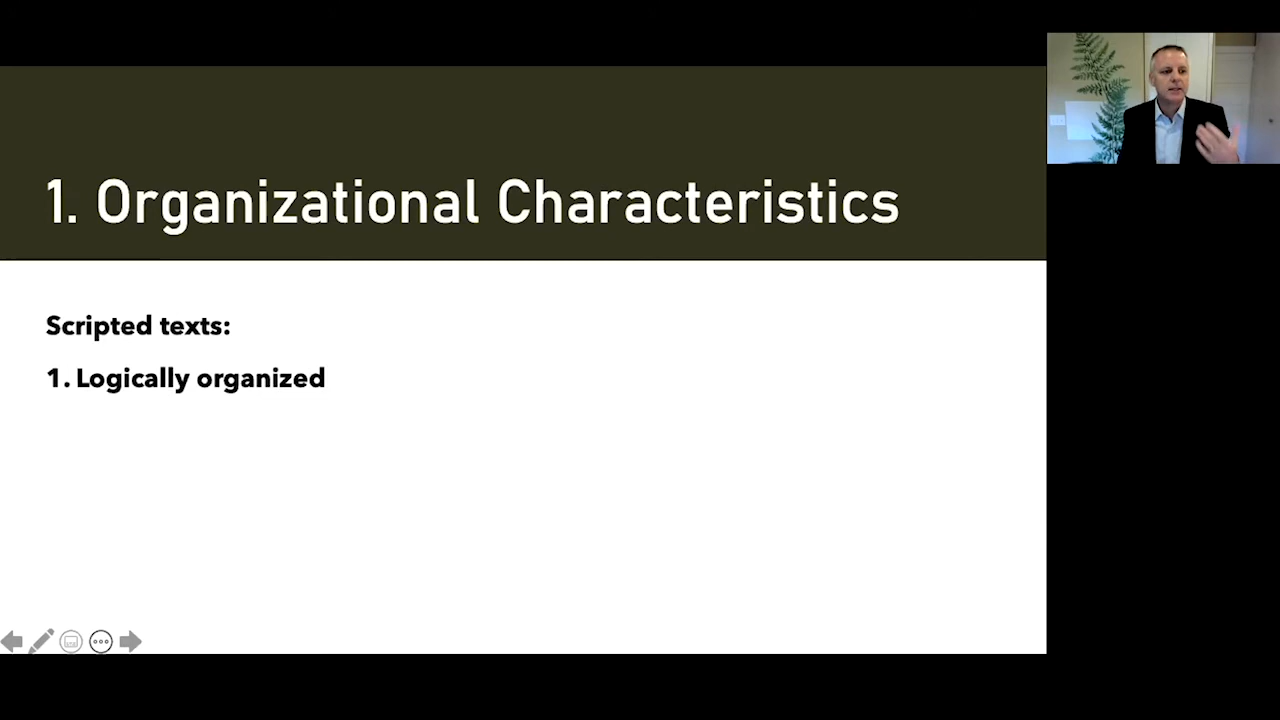 1. Organizational Characteristics
Scripted texts:
1. Logically organized